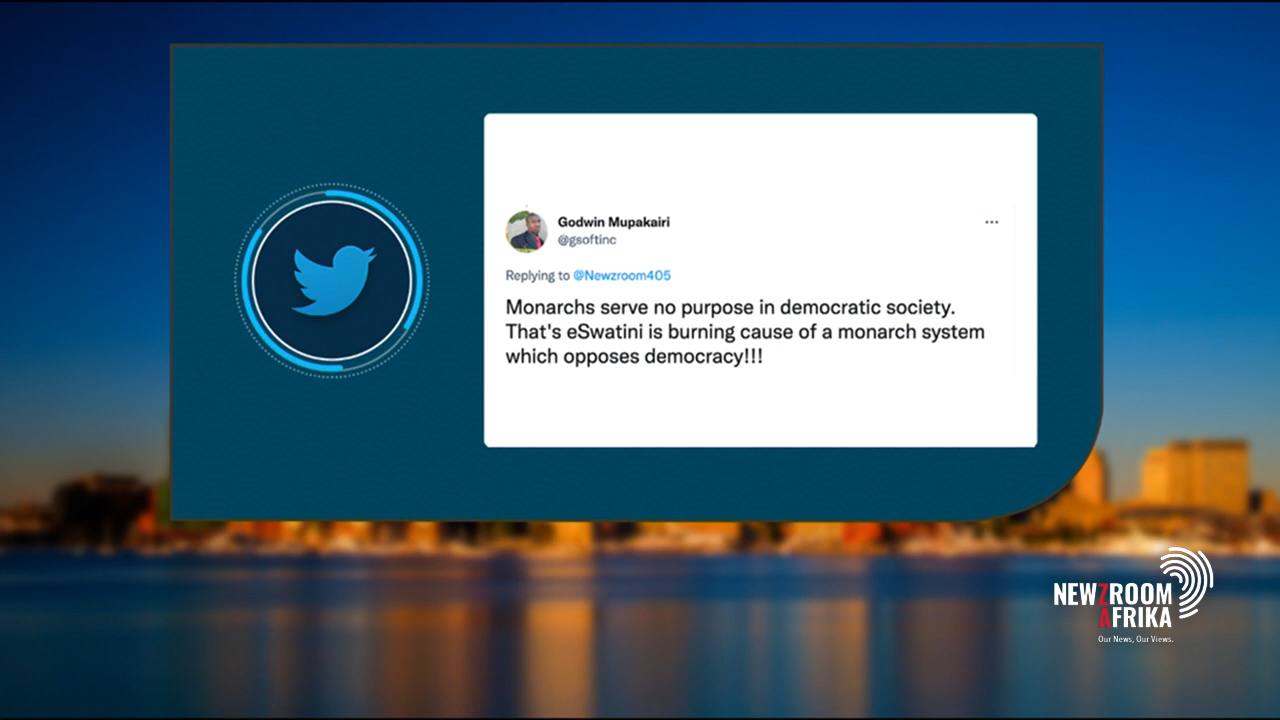 Godwin Mupakairi
@gsoftinc
Replying to @Newzroom405
Monarchs serve no purpose in democratic society.
That's eSwatini is burning cause of a monarch system
which opposes democracy!!!
NEWZROOM
AFRIKA
Our News, Our Views.